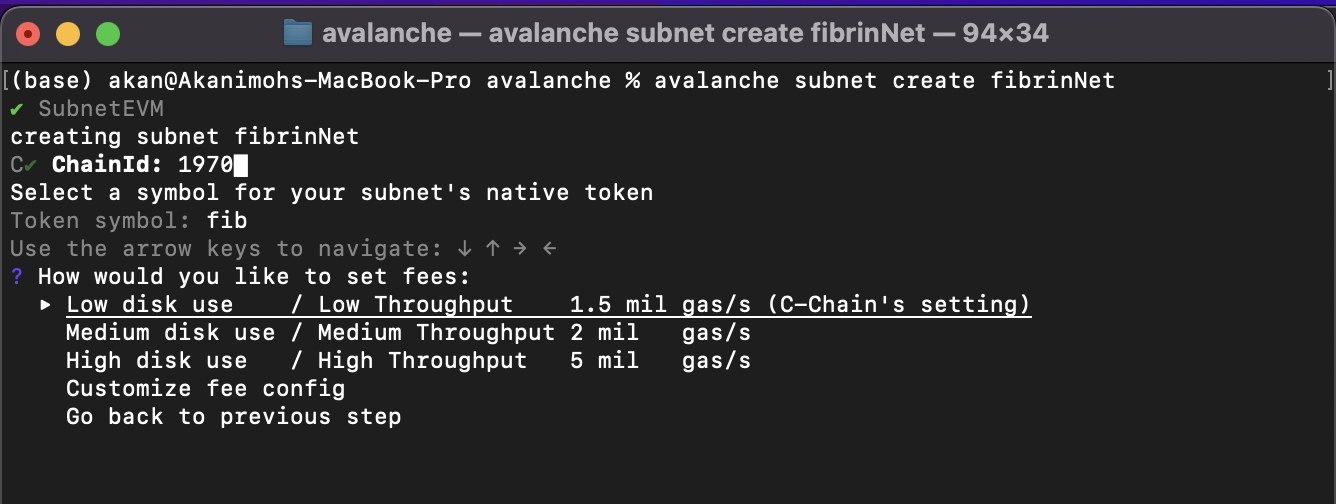 avalanche — avalanche subnet create fibrinNet — 94×34
[(base) akan@Akanimohs-MacBook-Pro avalanche % avalanche subnet create fibrinNet ]
✔ SubnetEVM
creating subnet fibrinNet
C✔ ChainId: 1970
Select a symbol for your subnet's native token
Token symbol: fib
Use the arrow keys to navigate: ↓ ↑ → ←
? How would you like to set fees:
▸ Low disk use    / Low Throughput    1.5 mil gas/s (C-Chain's setting)
Medium disk use / Medium Throughput 2 mil   gas/s
High disk use   / High Throughput   5 mil   gas/s
Customize fee config
Go back to previous step